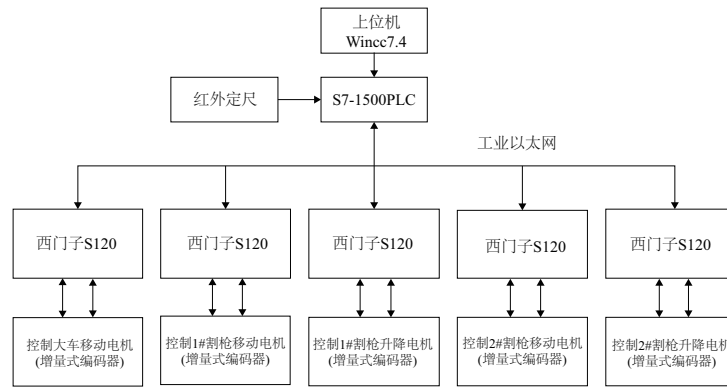 上位机
Wincc7.4
红外定尺
S7-1500PLC
工业以太网
西门子S120
西门子S120
西门子S120
西门子S120
西门子S120
控制大车移动电机
(增量式编码器)
控制1#割枪移动电机
(增量式编码器)
控制1#割枪升降电机
(增量式编码器)
控制2#割枪移动电机
(增量式编码器)
控制2#割枪升降电机
(增量式编码器)